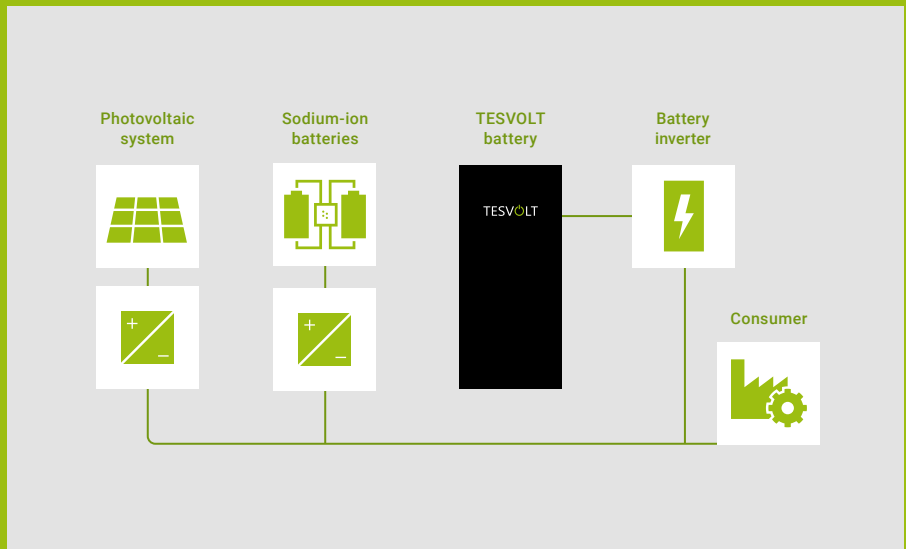 Photovoltaic
system
Sodium-ion
batteries
TESVOLT
battery
Battery
inverter
TESVOLT
Consumer